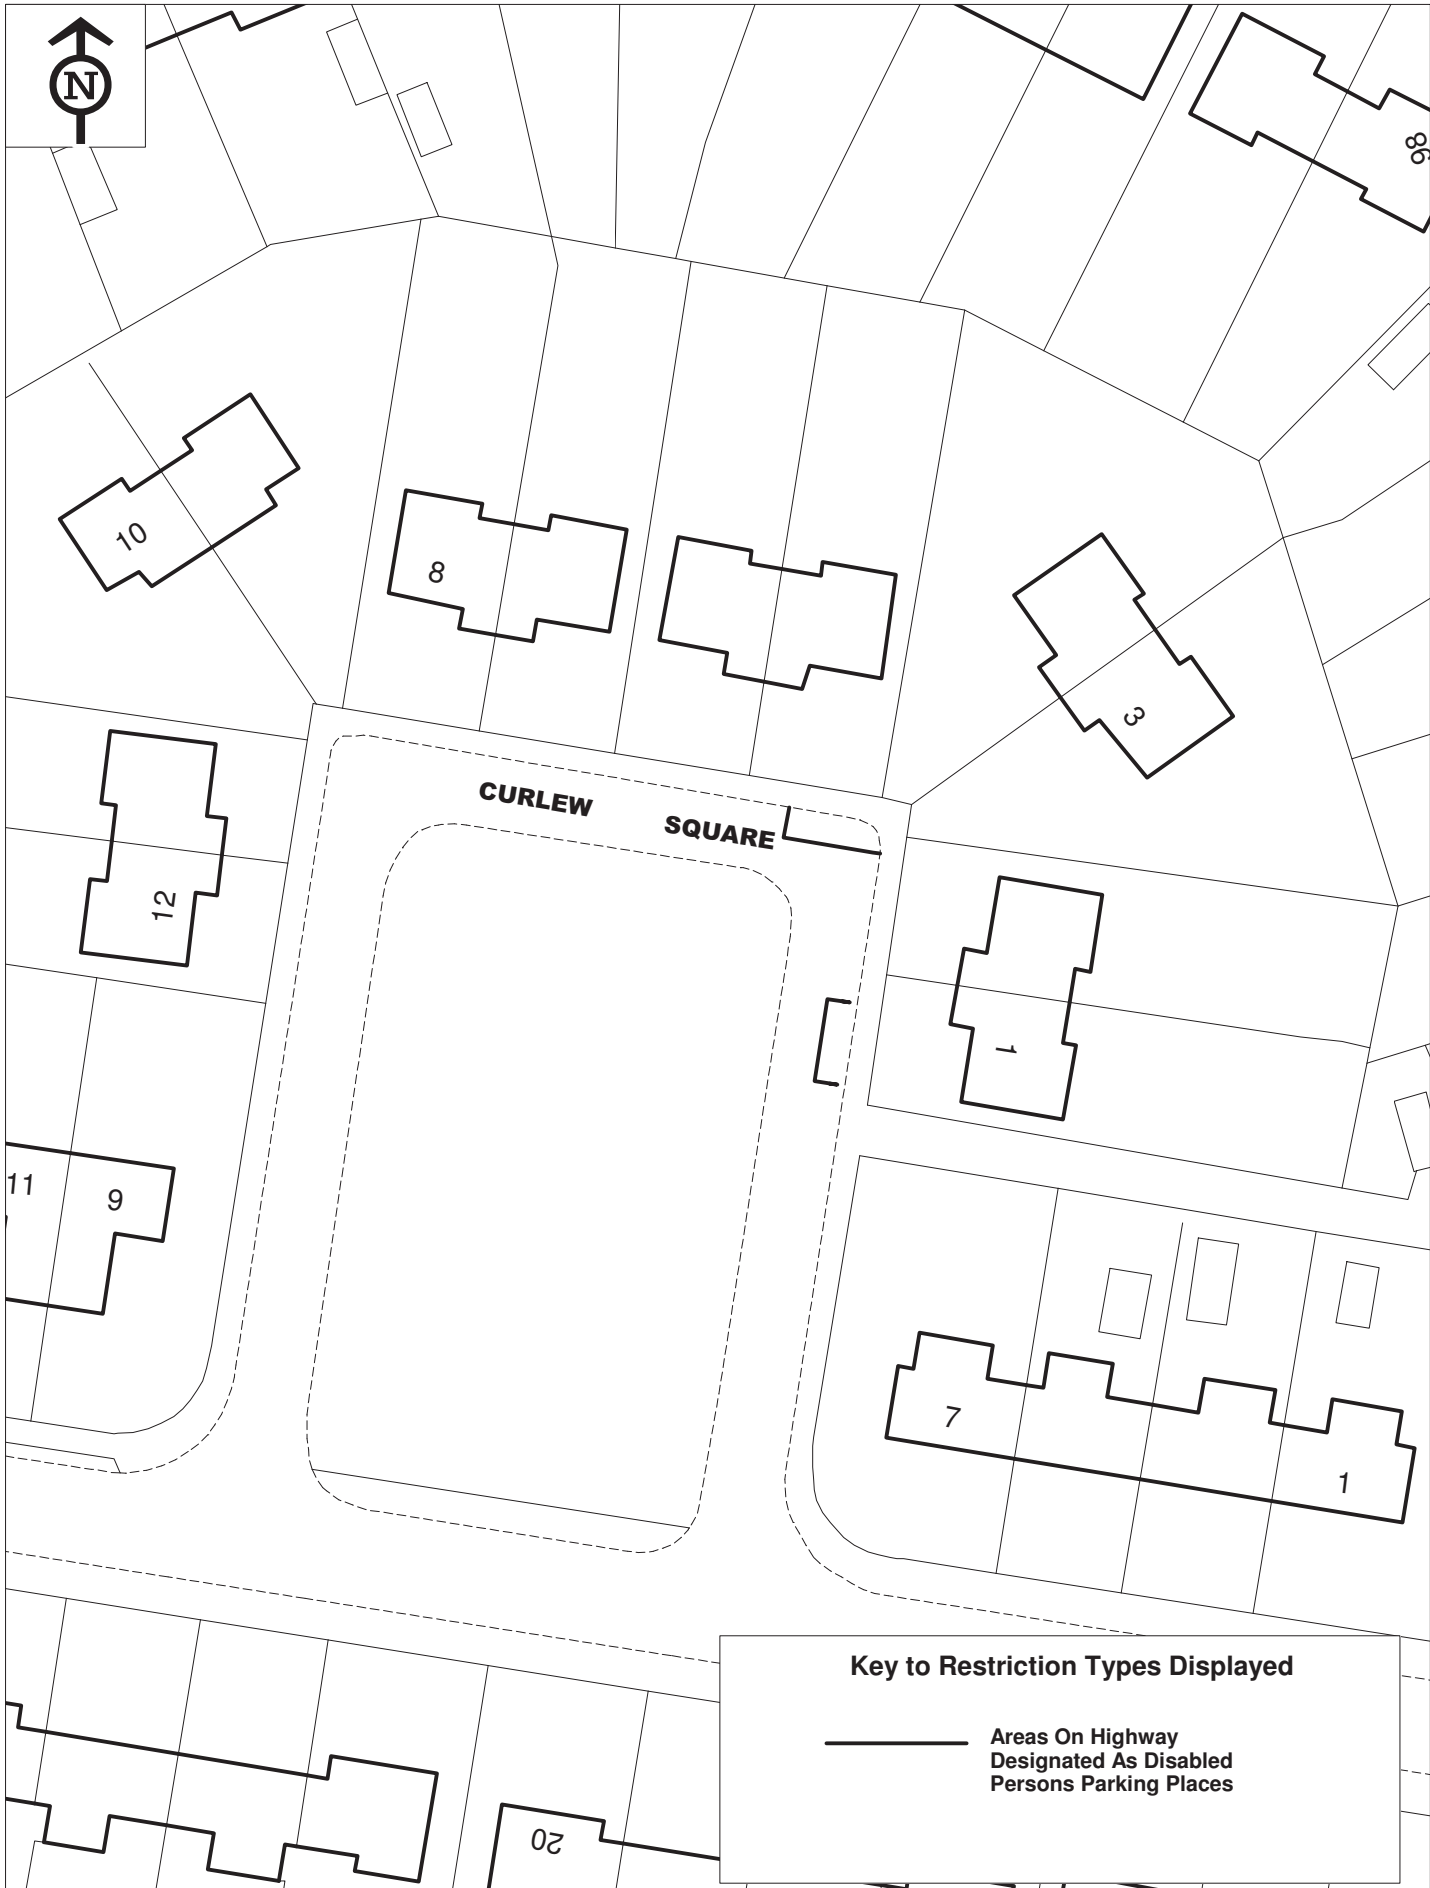 N
86
10
8
3
CURLEW SQUARE
12
1
11
9
7
1
Key to Restriction Types Displayed
Areas On Highway
Designated As Disabled
Persons Parking Places
20